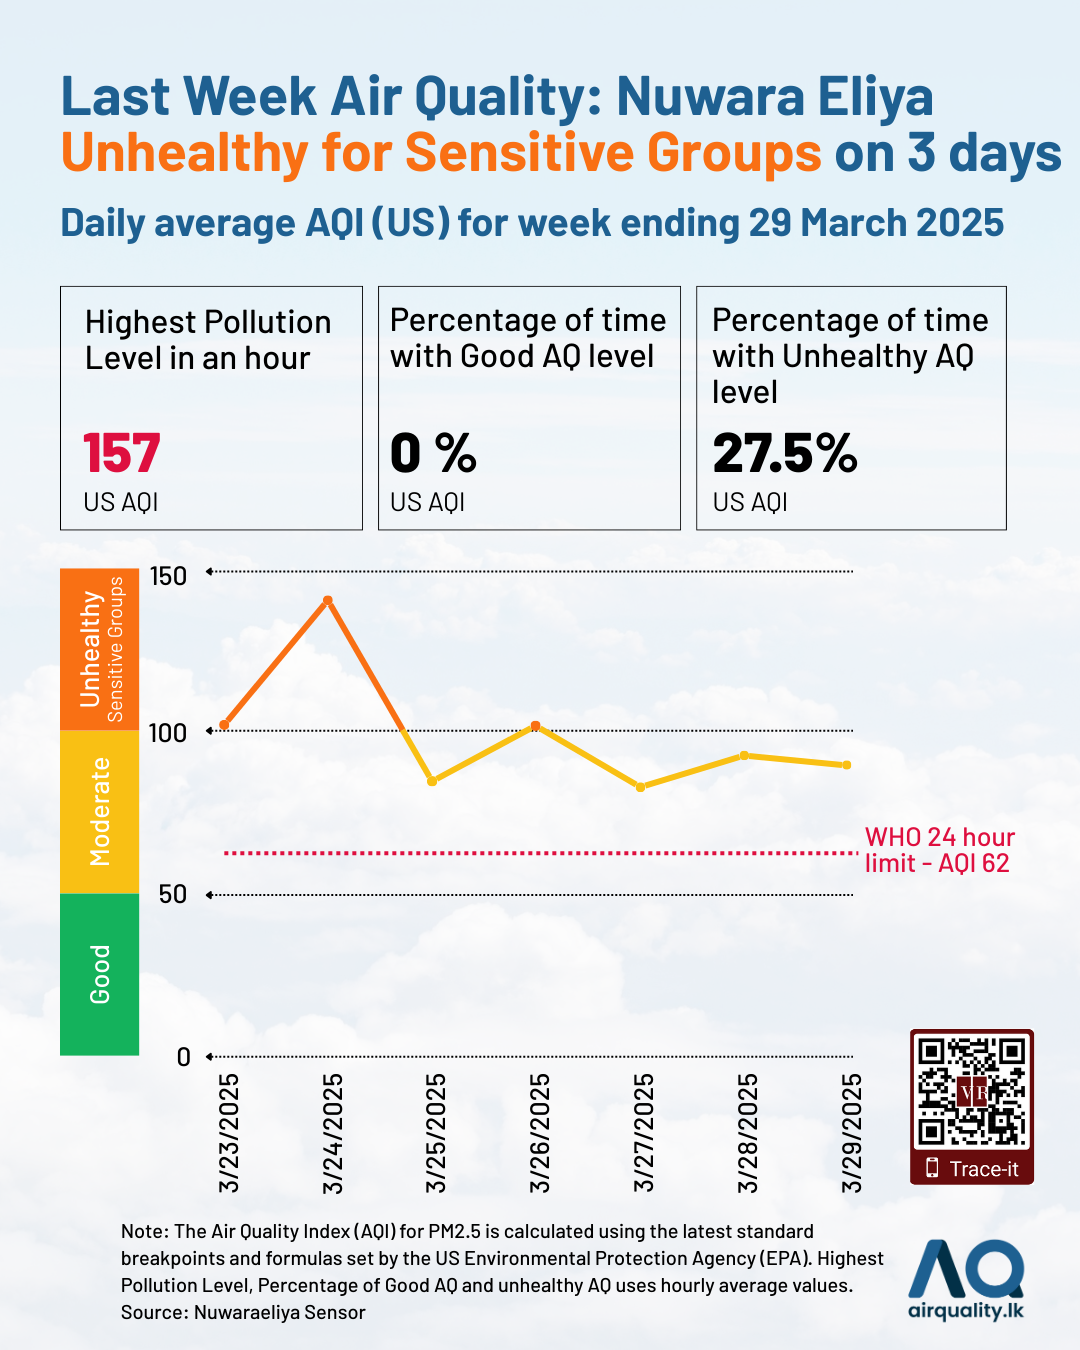 Last Week Air Quality: Nuwara Eliya
Unhealthy for Sensitive Groups on 3 days
Daily average AQI (US) for week ending 29 March 2025
Highest Pollution
Level in an hour
157
US AQI
Percentage of time
with Good AQ level
0 %
US AQI
Percentage of time
with Unhealthy AQ
level
27.5%
US AQI
Unhealthy
Sensitive Groups
Moderate
Good
150
100
50
0
WHO 24 hour
limit - AQI 62
3/23/2025
3/24/2025
3/25/2025
3/26/2025
3/27/2025
3/28/2025
3/29/2025
VR
Trace-it
Note: The Air Quality Index (AQI) for PM2.5 is calculated using the latest standard
breakpoints and formulas set by the US Environmental Protection Agency (EPA). Highest
Pollution Level, Percentage of Good AQ and unhealthy AQ uses hourly average values.
Source: Nuwaraeliya Sensor
AQ
airquality.lk